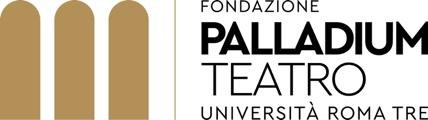 FONDAZIONE
PALLADIUM
TEATRO
UNIVERSITÀ ROMA TRE